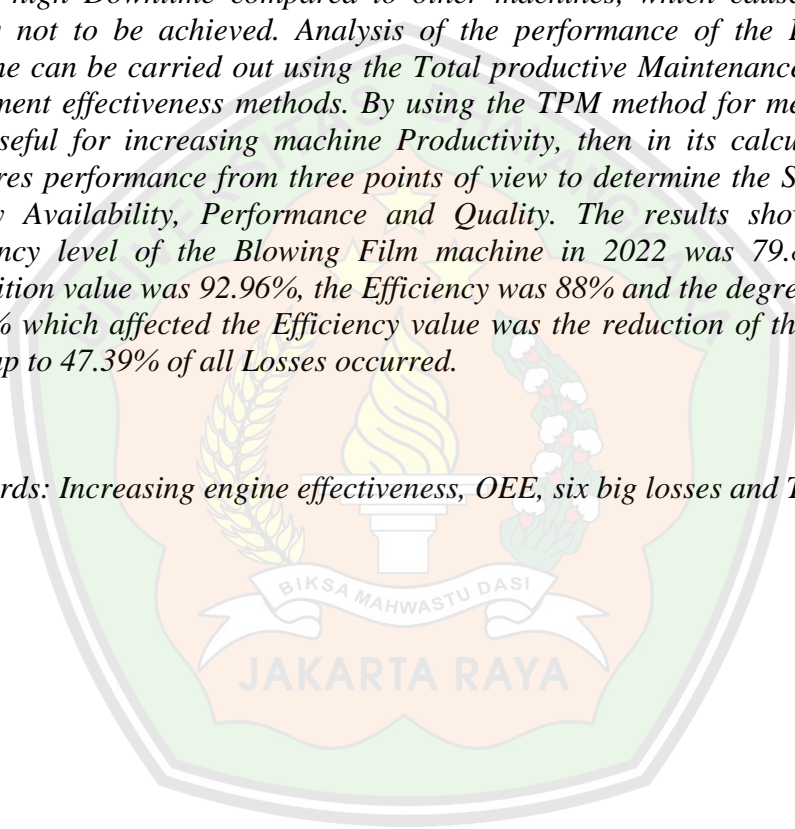 high Downtime compared to other machines, which cause
s not to be achieved. Analysis of the performance of the
ne can be carried out using the Total productive Maintenance
ment effectiveness methods. By using the TPM method for me
seful for increasing machine Productivity, then in its calcu
res performance from three points of view to determine the S
y Availability, Performance and Quality. The results show
ncy level of the Blowing Film machine in 2022 was 79.
ition value was 92.96%, the Efficiency was 88% and the degre
% which affected the Efficiency value was the reduction of th
up to 47.39% of all Losses occurred.
rds: Increasing engine effectiveness, OEE, six big losses and T
UNIVERSITAS
BIKSA MAHWASTU DASI
JAKARTA RAYA